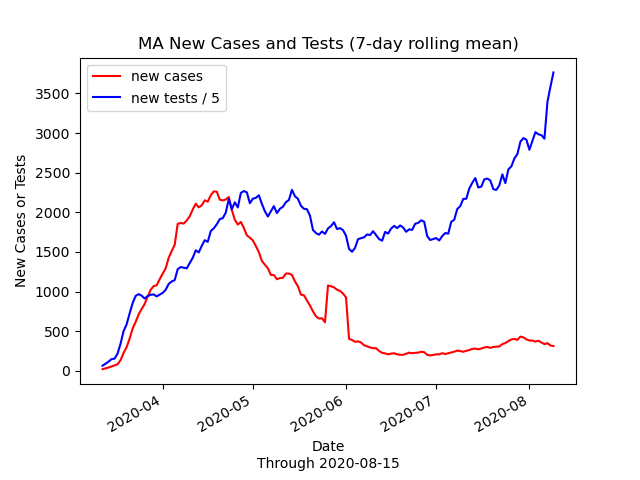 MA New Cases and Tests (7-day rolling mean)
new cases
new tests / 5
New Cases or Tests
3500
3000
2500
2000
1500
1000
500
0
2020-04
2020-05
2020-06
2020-07
2020-08
Date
Through 2020-08-15